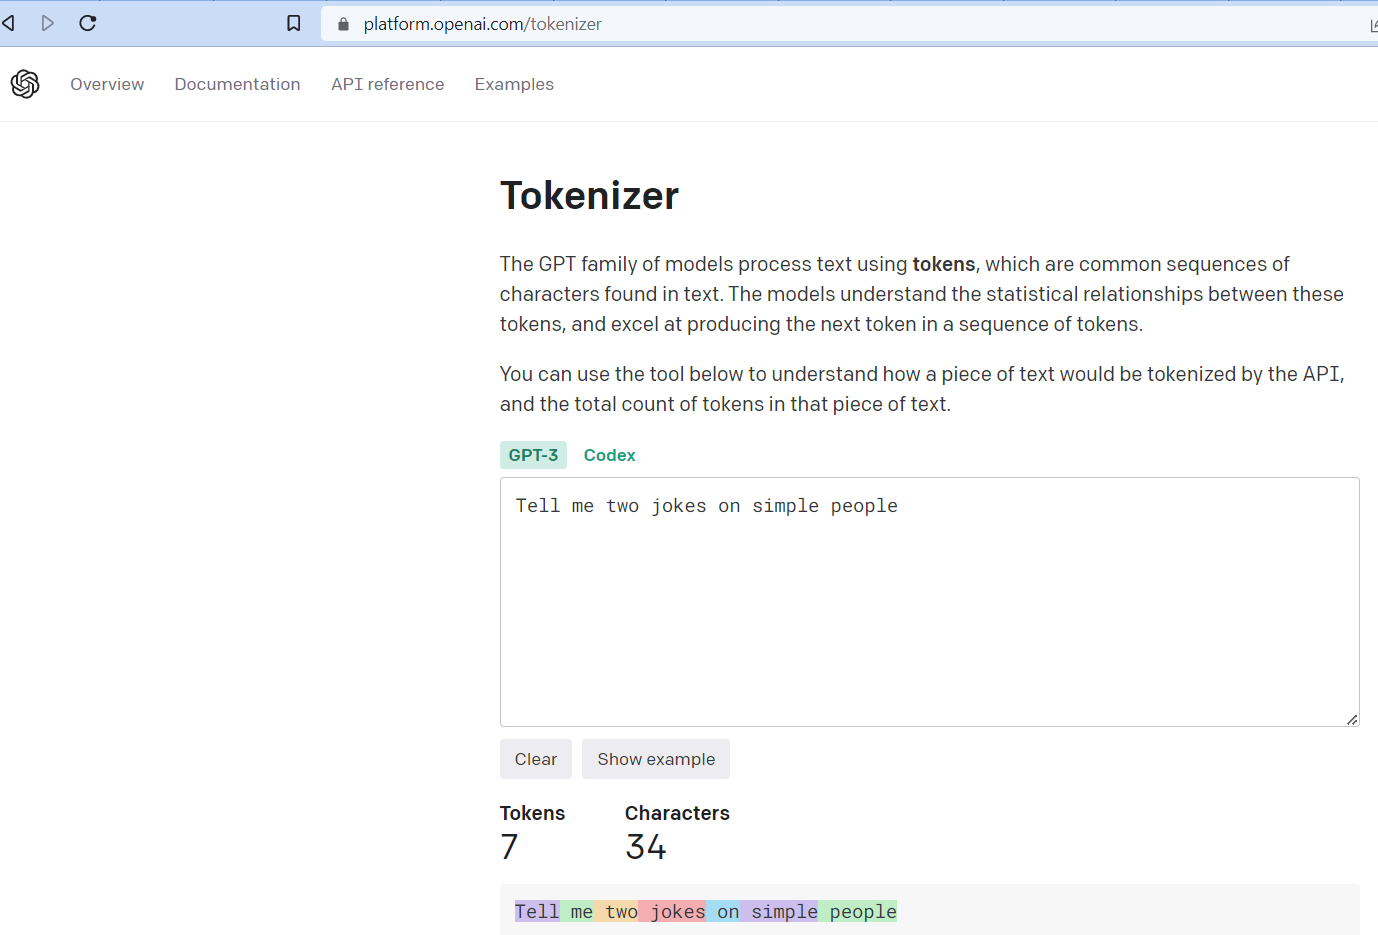 platform.openai.com/tokenizer
Overview Documentation API reference Examples
Tokenizer
The GPT family of models process text using tokens, which are common sequences of
characters found in text. The models understand the statistical relationships between these
tokens, and excel at producing the next token in a sequence of tokens.
You can use the tool below to understand how a piece of text would be tokenized by the API,
and the total count of tokens in that piece of text.
GPT-3 Codex
Tell me two jokes on simple people
Clear Show example
Tokens Characters
7 34
Tell me two jokes on simple people